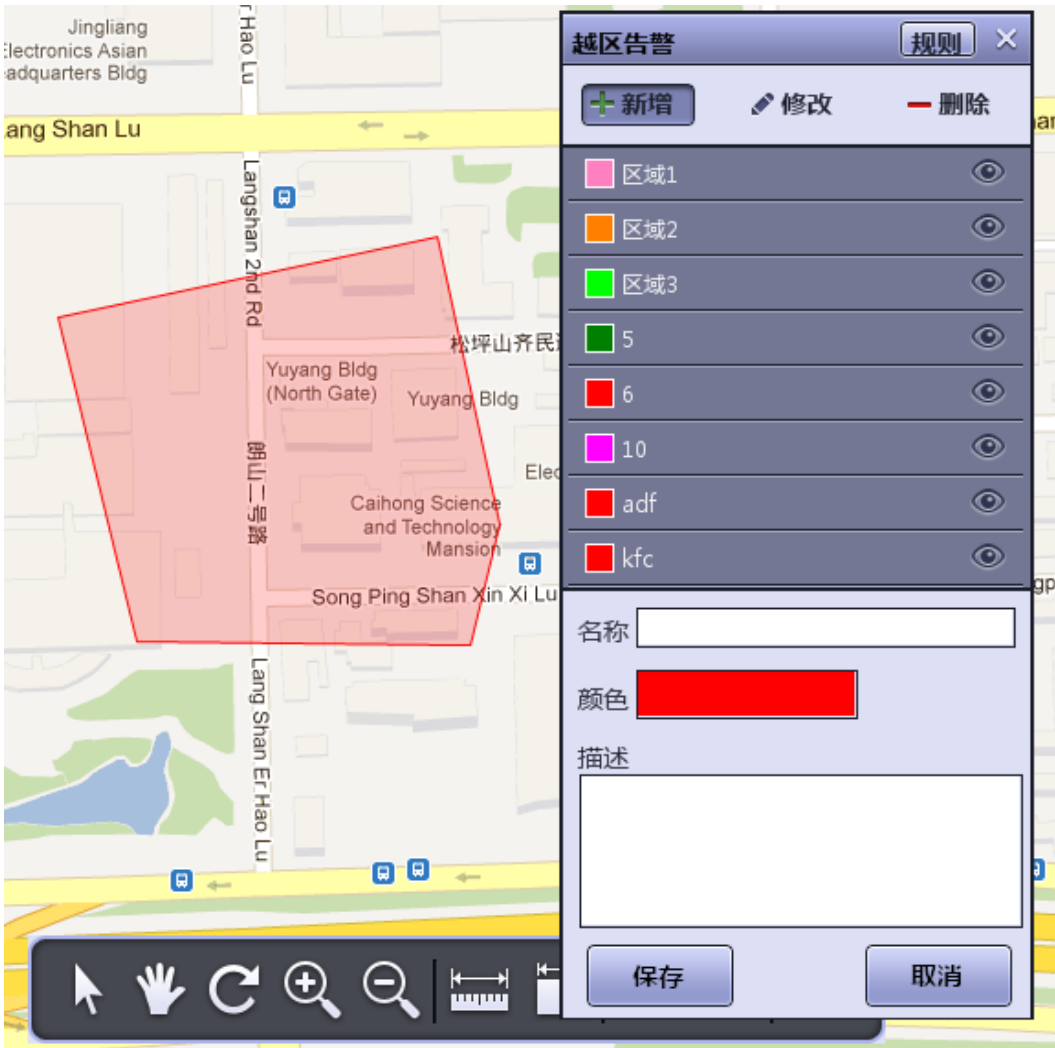 Jingliang
Electronics Asian
eadquarters Bldg
r Hao Lu
Lang Shan Lu
Langshan 2nd Rd
松坪山齐民
Yuyang Bldg
(North Gate)
Yuyang Bldg
朗山二号路
Elec
Caihong Science
and Technology
Mansion
Song Ping Shan Xin Xi Lu
Lang Shan Er Hao Lu
越区告警
规则
新增
修改
删除
区域1
区域2
区域3
5
6
10
adf
kfc
名称
颜色
描述
保存
取消
gp